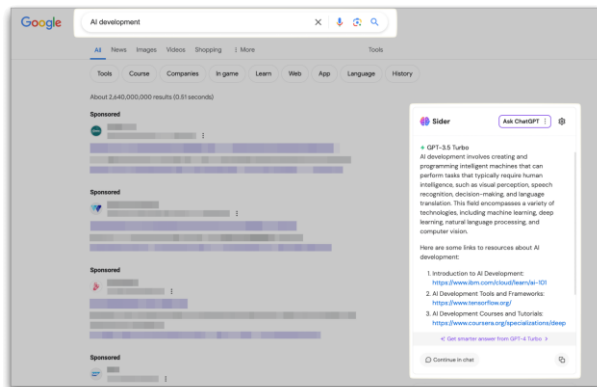 Google
AI development
All News Images Videos Shopping | More Tools
Tools Course Companies In game Learn Web App Language History
About 2,640,000,000 results (0.51 seconds)
Sponsored
Sponsored
Sponsored
Sponsored
Sider Ask ChatGPT
GPT-3.5 Turbo
AI development involves creating and
programming intelligent machines that can
perform tasks that typically require human
intelligence, such as visual perception, speech
recognition, decision-making, and language
translation. This field encompasses a variety of
technologies, including machine learning, deep
learning, natural language processing, and
computer vision.
Here are some links to resources about AI
development:
1. Introduction to AI Development:
https://www.ibm.com/cloud/learn/ai-101
2. AI Development Tools and Frameworks:
https://www.tensorflow.org/
3. AI Development Courses and Tutorials:
https://www.coursera.org/specializations/deep
Get smarter answer from GPT-4 Turbo
Continue in chat